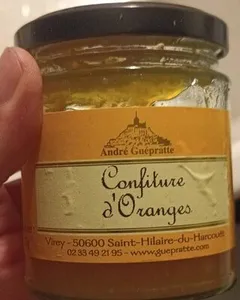 André Guépratte
Confiture
d'Oranges
Virey - 50600 Saint-Hilaire-du-Harcouët
02 33 49 21 95 - www.guepratte.com